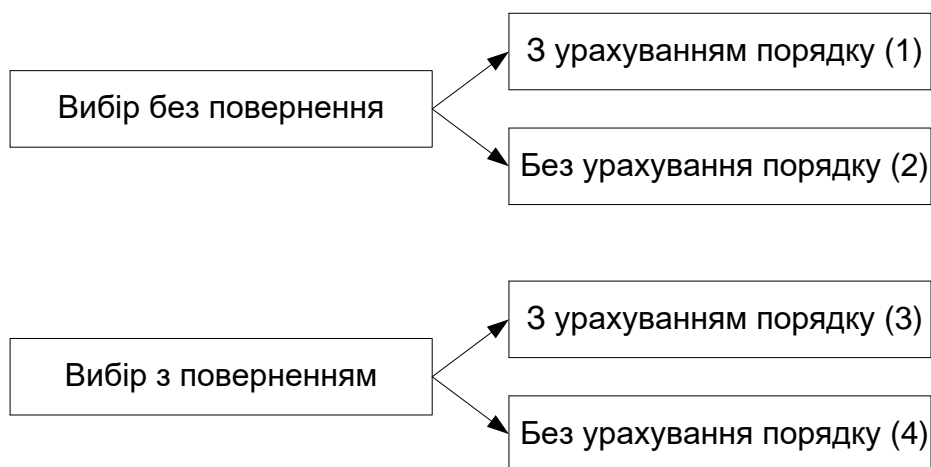 З урахуванням порядку (1)
Вибір без повернення
Без урахування порядку (2)
З урахуванням порядку (3)
Вибір з поверненням
Без урахування порядку (4)